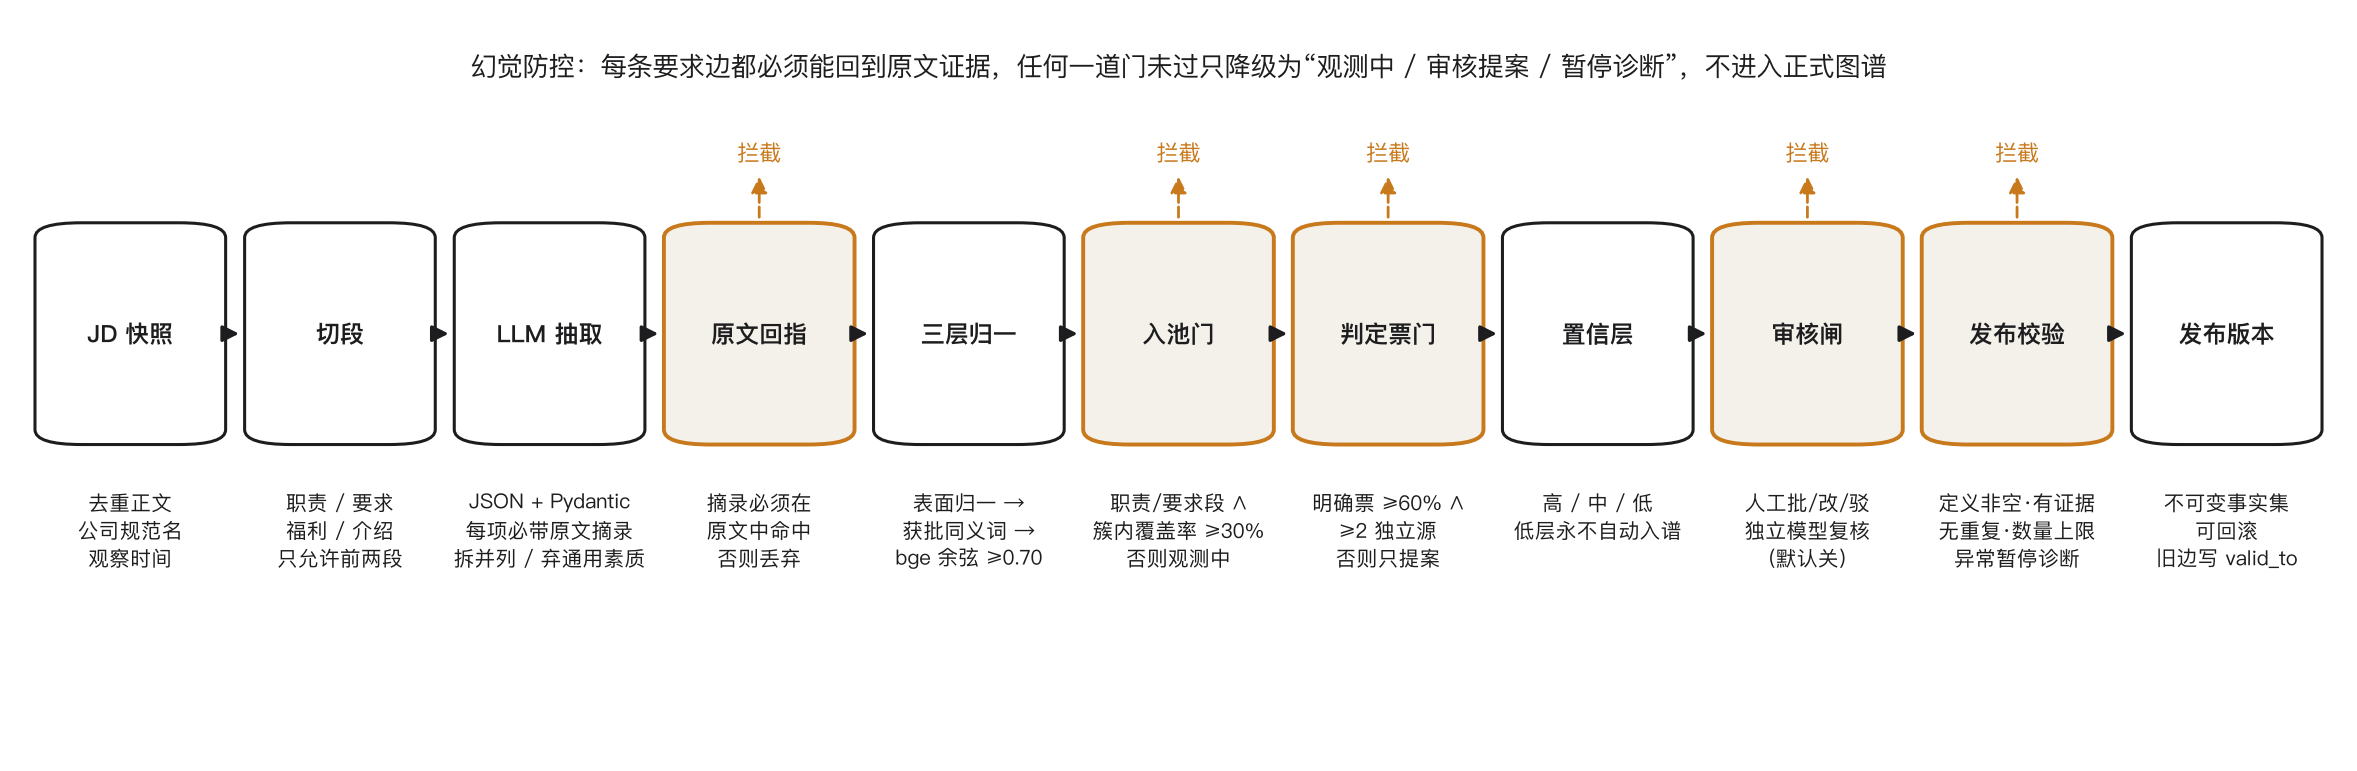 幻觉防控：每条要求边都必须能回到原文证据，任何一道门未过只降级为“观测中 / 审核提案 / 暂停诊断”，不进入正式图谱
拦截
拦截
拦截
拦截
拦截
JD 快照
切段
LLM 抽取
原文回指
三层归一
入池门
判定票门
置信层
审核闸
发布校验
发布版本
去重正文
公司规范名
观察时间
职责 / 要求
福利 / 介绍
只允许前两段
JSON + Pydantic
每项必带原文摘录
拆并列 / 弃通用素质
摘录必须在
原文中命中
否则丢弃
表面归一 →
获批同义词 →
bge 余弦 ≥0.70
职责/要求段 ∧
簇内覆盖率 ≥30%
否则观测中
明确票 ≥60% ∧
≥2 独立源
否则只提案
高 / 中 / 低
低层永不自动入谱
人工批/改/驳
独立模型复核
(默认关)
定义非空·有证据
无重复·数量上限
异常暂停诊断
不可变事实集
可回滚
旧边写 valid_to